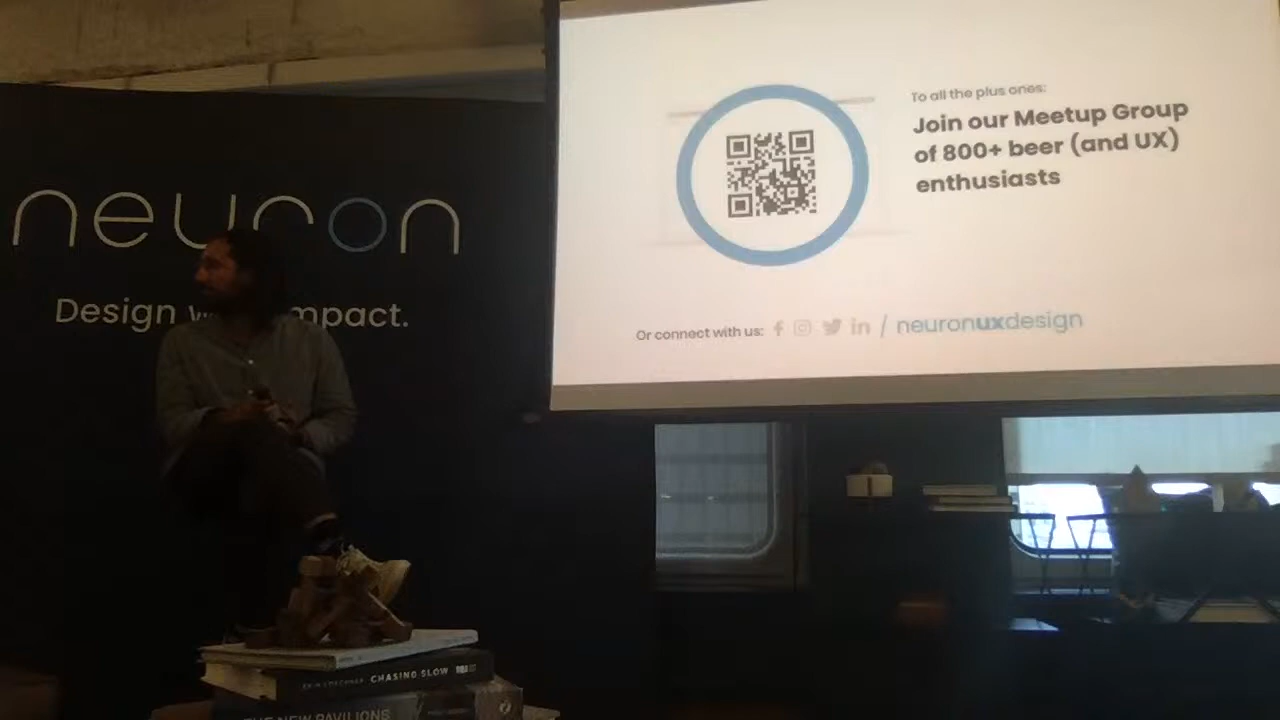 neuron
Design mpact.
To all the plus ones:
Join our Meetup Group
of 800+ beer (and UX)
enthusiasts
Or connect with us: / neuronuxdesign
CHASING SLOW
THE NEW PAVILIONS